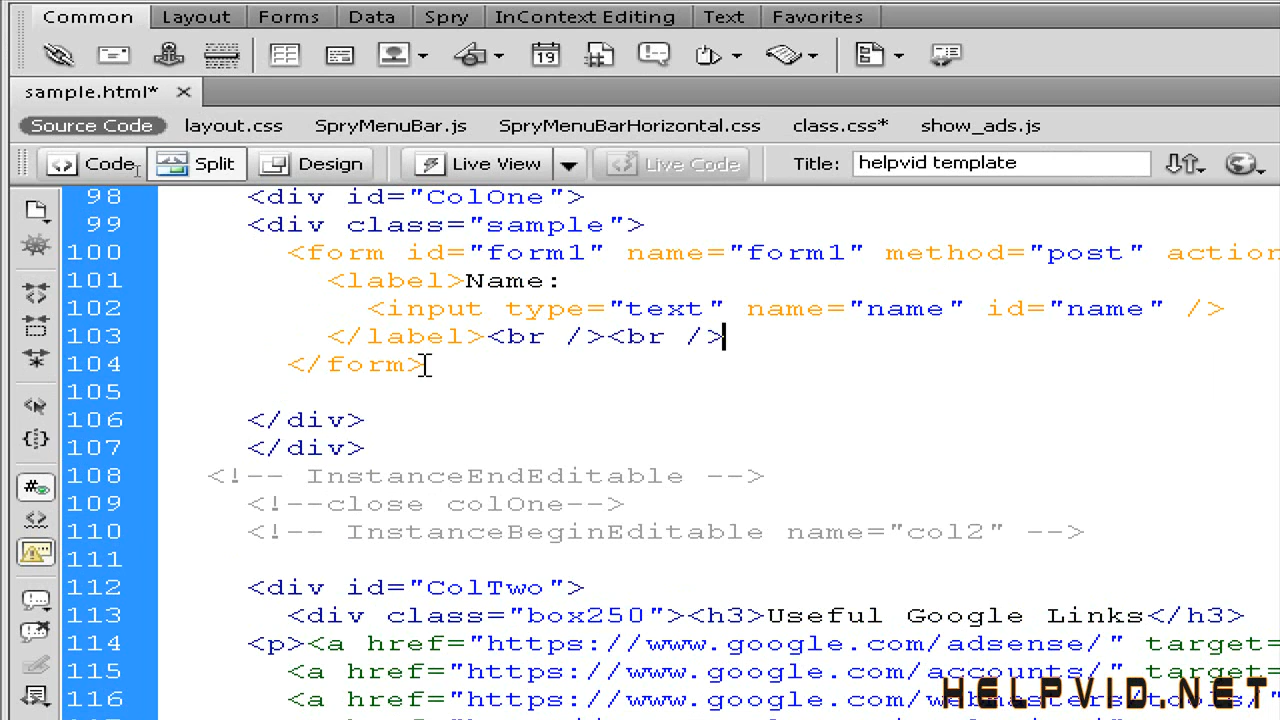 Common Layout Forms Data Spry InContext Editing Text Favorites
19
sample.html*
Source Code layout.css SpryMenuBar.js SpryMenuBarHorizontal.css class.css* show_ads.js
Code Split Design Live View Live Code Title: helpvid template
98 <div id="ColOne">
99 <div class="sample">
100 <form id="form1" name="form1" method="post" action
101 <label>Name:
102 <input type="text" name="name" id="name" />
103 </label><br /><br />
104 </form>
105
106 </div>
107 </div>
108 <!-- InstanceEndEditable -->
109 <!--close colOne-->
110 <!-- InstanceBeginEditable name="col2" -->
111
112 <div id="ColTwo">
113 <div class="box250"><h3>Useful Google Links</h3>
114 <p><a href="https://www.google.com/adsense/" target=
115 <a href="https://www.google.com/accounts/" target=
116 <a href="https://www.google.com/webmasters/tools/"
HELPVID.NET